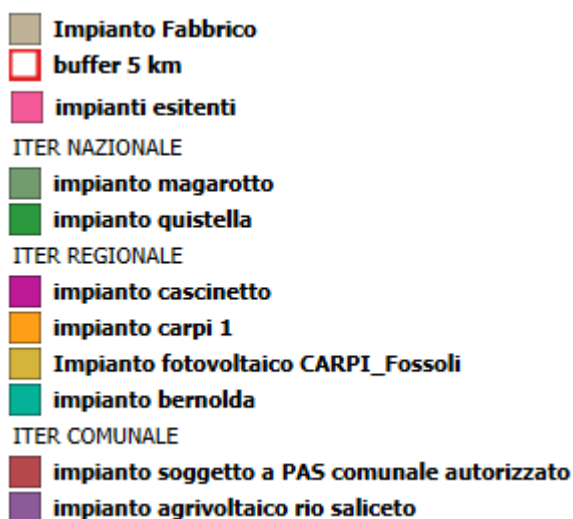 Impianto Fabbrico
buffer 5 km
impianti esitenti
ITER NAZIONALE
impianto magarotto
impianto quistella
ITER REGIONALE
impianto cascinetto
impianto carpi 1
Impianto fotovoltaico CARPI_Fossoli
impianto bernolda
ITER COMUNALE
impianto soggetto a PAS comunale autorizzato
impianto agrivoltaico rio saliceto